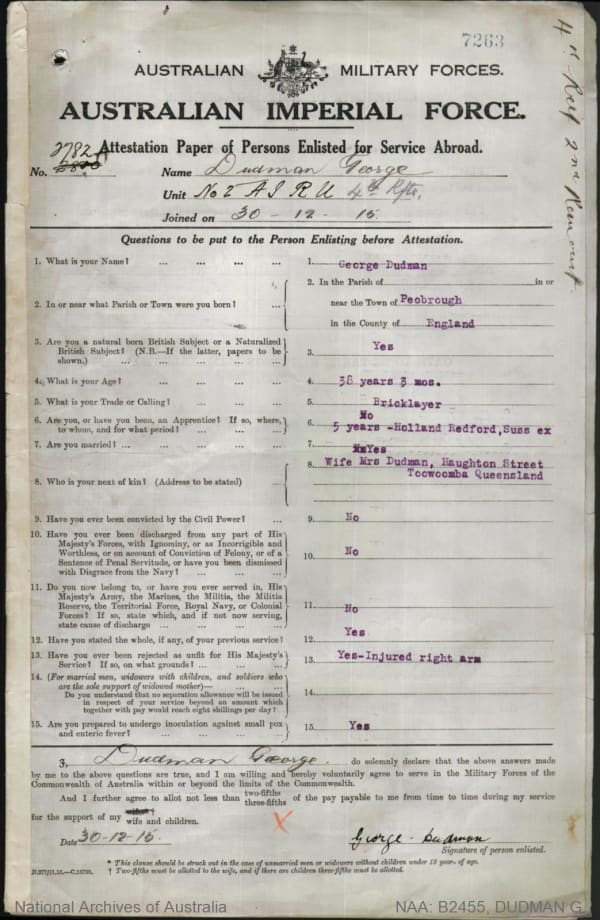 7263
4th Reif 2nd
AUSTRALIAN MILITARY FORCES.
AUSTRALIAN IMPERIAL FORCE.
Attestation Paper of Persons Enlisted for Service Abroad.
No. 2782 Name Dudman George
Unit No 2 A I R U 4th Rfts.
Joined on 30 - 12 - 15
Questions to be put to the Person Enlisting before Attestation.
1. What is your Name? ... ... ... ... 1. George Dudman
2. In or near what Parish or Town were you born? ... 2. In the Parish of in or
near the Town of Peobrough
in the County of England
3. Are you a natural born British Subject or a Naturalized
British Subject? (N.B.—If the latter, papers to be
shown.) ... ... ... ... 3. Yes
4. What is your Age? ... ... ... 4. 38 years 3 mos.
5. What is your Trade or Calling? ... ... ... 5. Bricklayer
6. Are you, or have you been, an Apprentice? If so, where,
to whom, and for what period? ... ... ... 6. No
5 years -Holland Redford,Suss ex
7. Are you married? ... ... ... ... 7. Yes
8. Who is your next of kin? (Address to be stated) ... 8. Wife Mrs Dudman, Haughton Street
Toowoomba Queensland
9. Have you ever been convicted by the Civil Power? ... 9. No
10. Have you ever been discharged from any part of His
Majesty's Forces, with Ignominy, or as Incorrigible and
Worthless, or on account of Conviction of Felony, or of a
Sentence of Penal Servitude, or have you been dismissed
with Disgrace from the Navy? ... ... ... 10. No
11. Do you now belong to, or have you ever served in, His
Majesty's Army, the Marines, the Militia, the Militia
Reserve, the Territorial Force, Royal Navy, or Colonial
Forces? If so, state which, and if not now serving,
state cause of discharge ... ... ... 11. No
12. Have you stated the whole, if any, of your previous service? 12. Yes
13. Have you ever been rejected as unfit for His Majesty's
Service? If so, on what grounds? ... ... ... 13. Yes-Injured right arm
14. (For married men, widowers with children, and soldiers who
are the sole support of widowed mother)—
Do you understand that no separation allowance will be issued
in respect of your service beyond an amount which
together with pay would reach eight shillings per day? 14.
15. Are you prepared to undergo inoculation against small pox
and enteric fever? ... ... ... ... 15. Yes
I, Dudman George. do solemnly declare that the above answers made
by me to the above questions are true, and I am willing and hereby voluntarily agree to serve in the Military Forces of the
Commonwealth of Australia within or beyond the limits of the Commonwealth.
And I further agree to allot not less than two-fifths three-fifths of the pay payable to me from time to time during my service
for the support of my wife and children.
Date 30-12-15. George Dudman
Signature of person enlisted.
* This clause should be struck out in the case of unmarried men or widowers without children under 18 years of age.
† Two-fifths must be allotted to the wife, and if there are children three-fifths must be allotted.
National Archives of Australia NAA: B2455, DUDMAN G